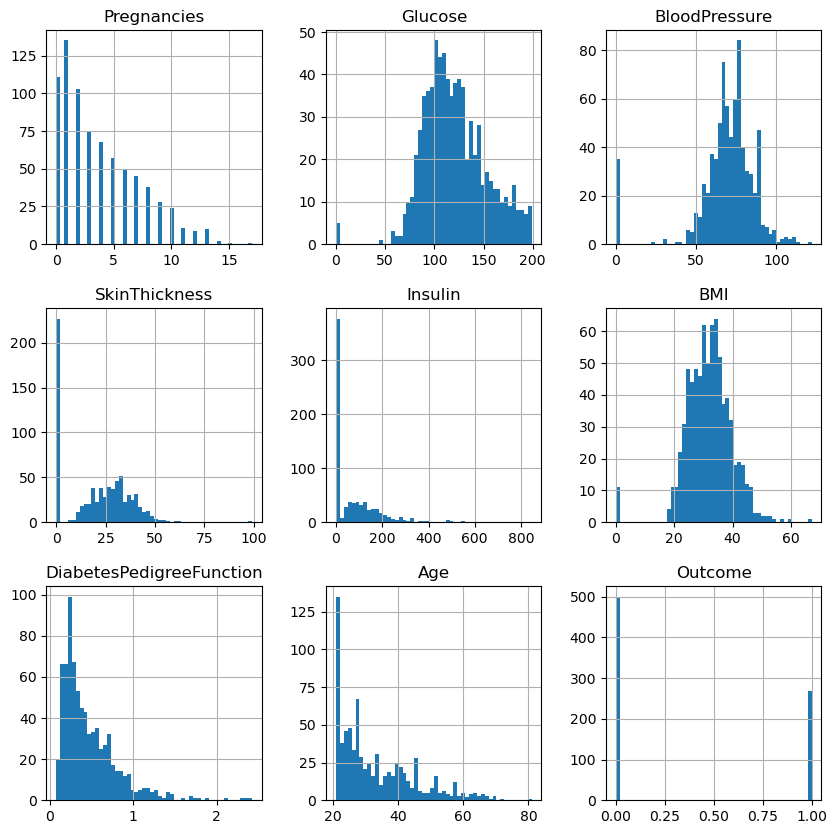 Pregnancies
125
100
75
50
25
0
0 5 10 15
Glucose
50
40
30
20
10
0
0 50 100 150 200
BloodPressure
80
60
40
20
0
0 50 100
SkinThickness
200
150
100
50
0
0 25 50 75 100
Insulin
300
200
100
0
0 200 400 600 800
BMI
60
50
40
30
20
10
0
0 20 40 60
DiabetesPedigreeFunction
100
80
60
40
20
0
0 1 2
Age
125
100
75
50
25
0
20 40 60 80
Outcome
500
400
300
200
100
0
0.00 0.25 0.50 0.75 1.00